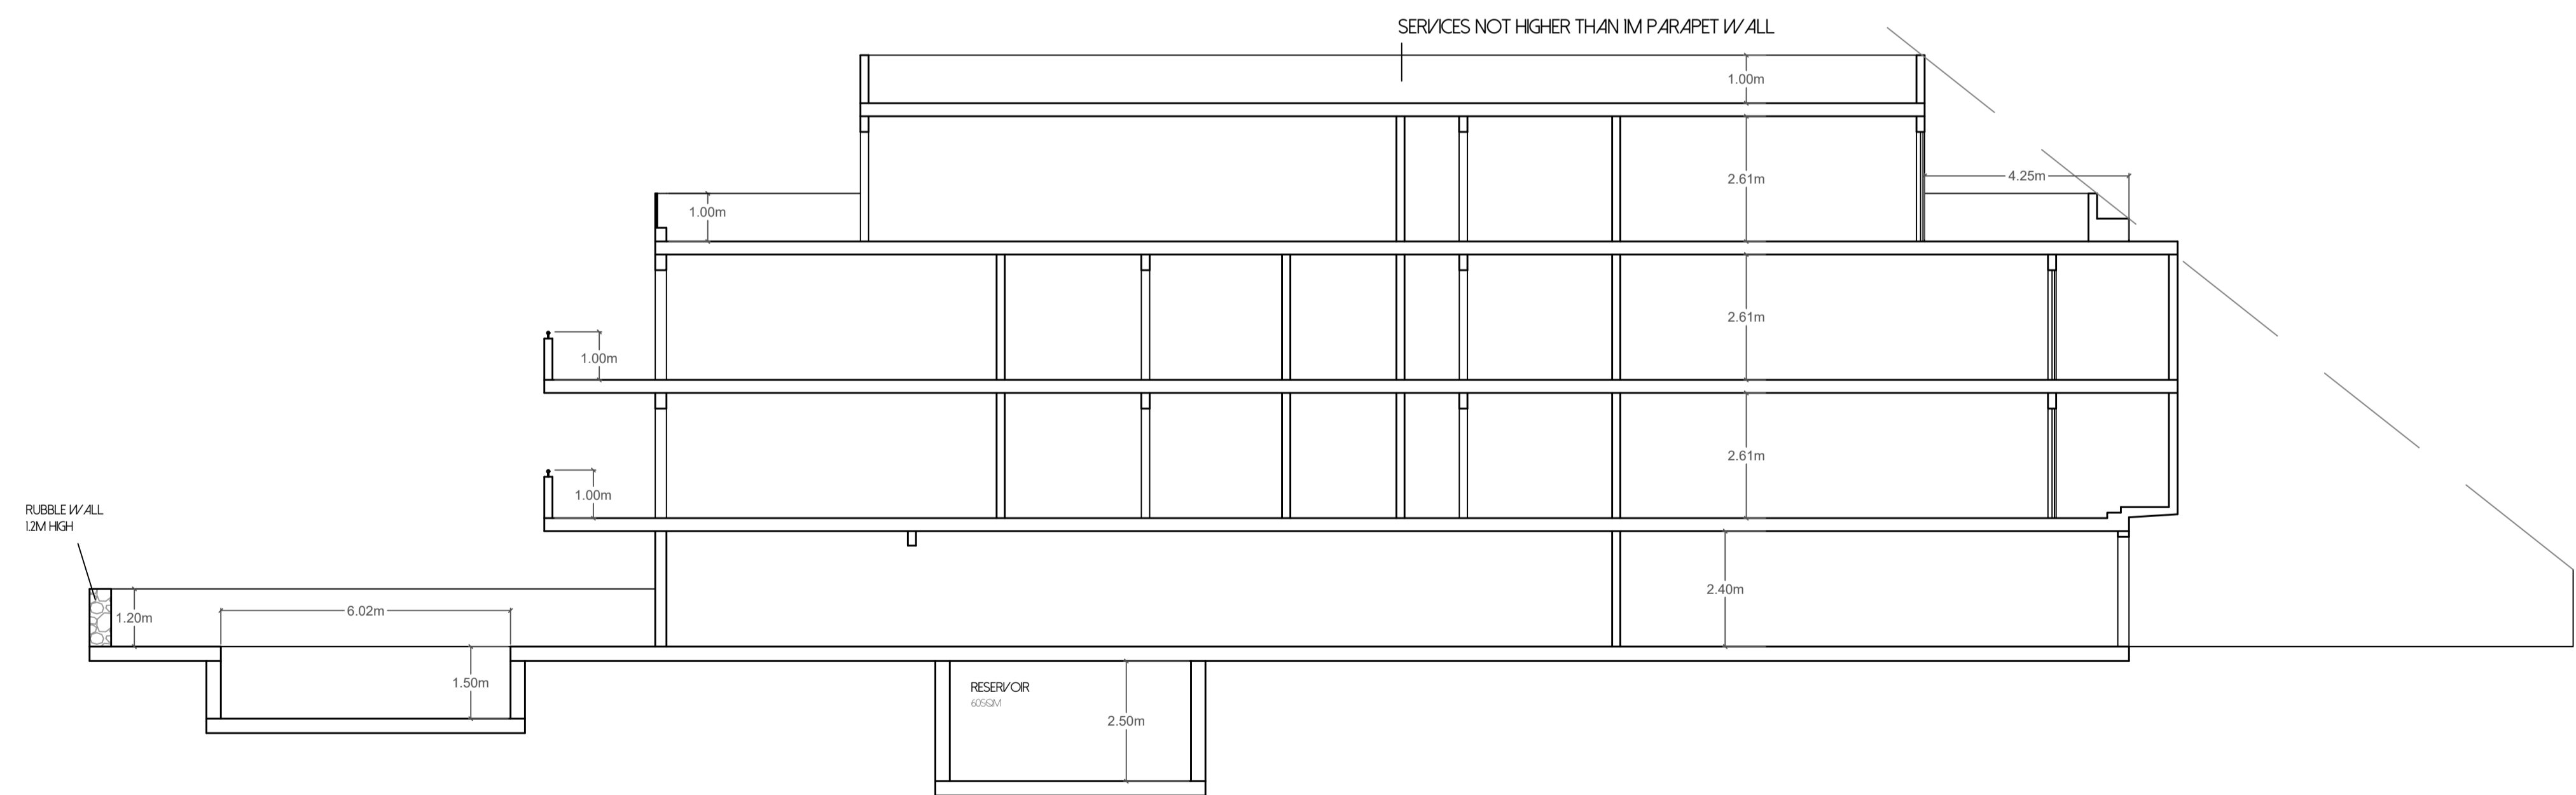 SERVICES NOT HIGHER THAN 1M PARAPET WALL
1.00m
2.61m
4.25m
1.00m
2.61m
1.00m
2.61m
1.00m
RUBBLE WALL
1.2M HIGH
2.40m
6.02m
1.20m
1.50m
RESERVOIR
60SQM
2.50m